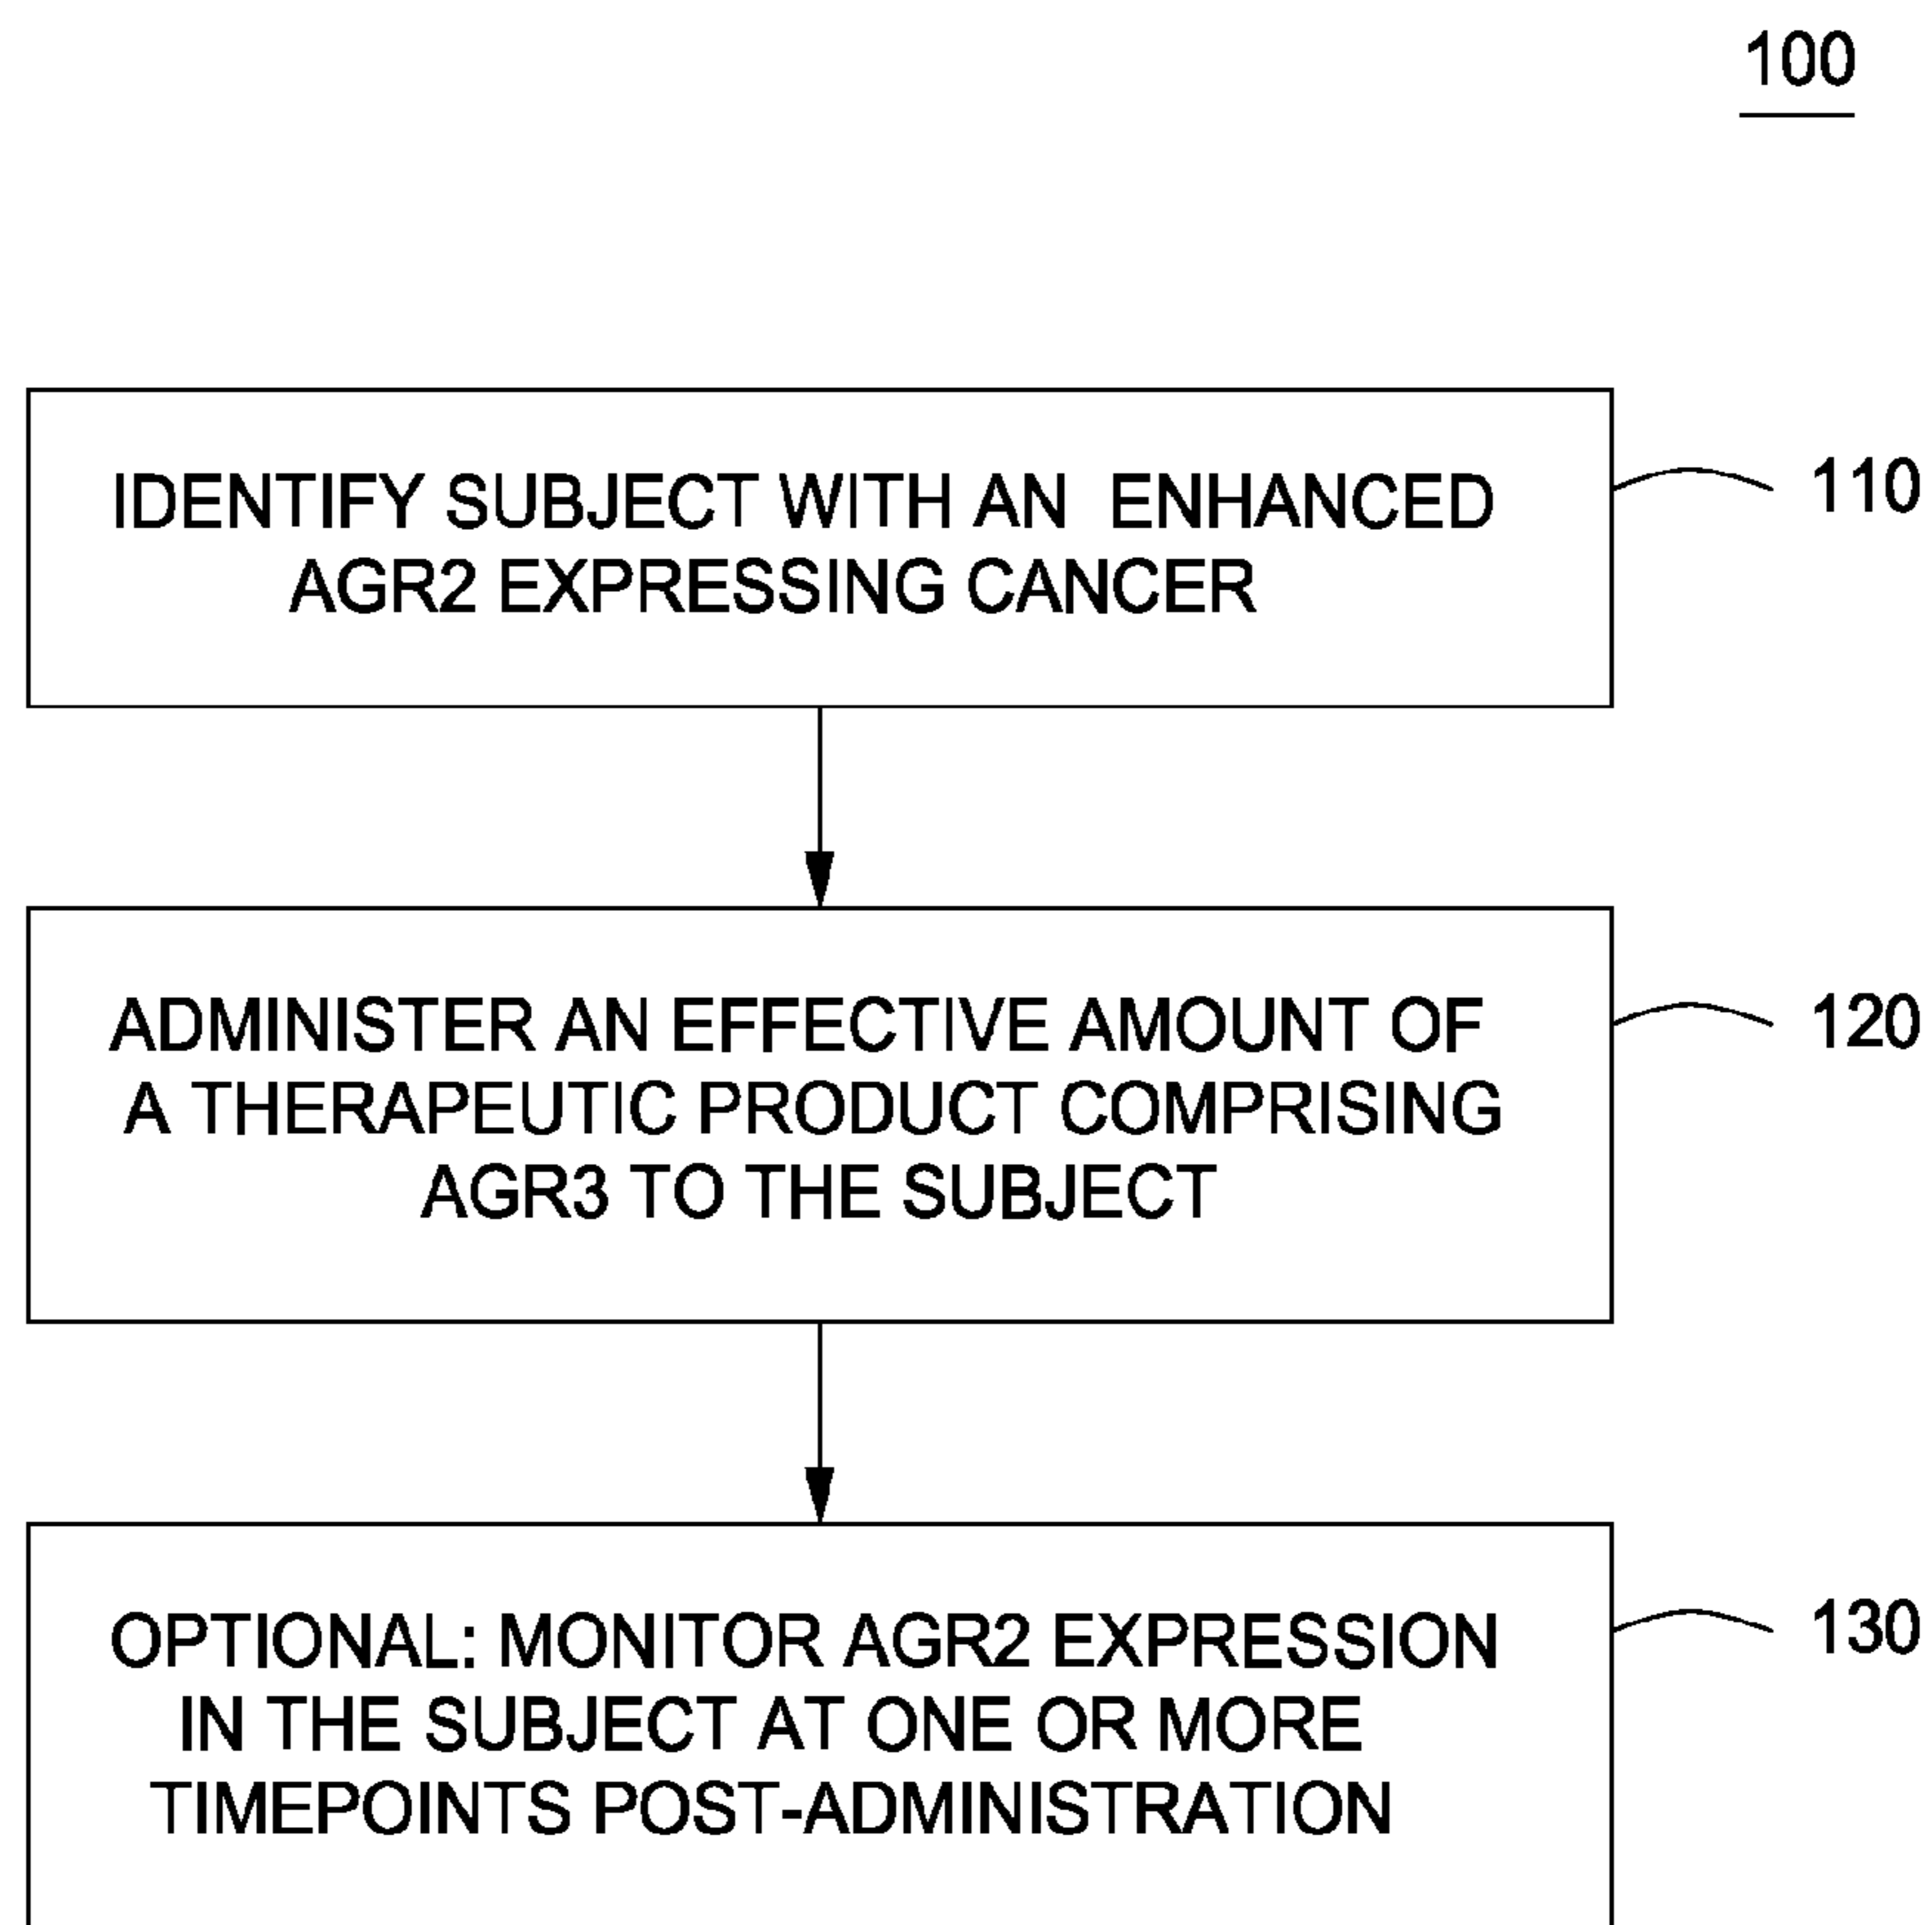 100
IDENTIFY SUBJECT WITH AN ENHANCED
AGR2 EXPRESSING CANCER
110
ADMINISTER AN EFFECTIVE AMOUNT OF
A THERAPEUTIC PRODUCT COMPRISING
AGR3 TO THE SUBJECT
120
OPTIONAL: MONITOR AGR2 EXPRESSION
IN THE SUBJECT AT ONE OR MORE
TIMEPOINTS POST-ADMINISTRATION
130